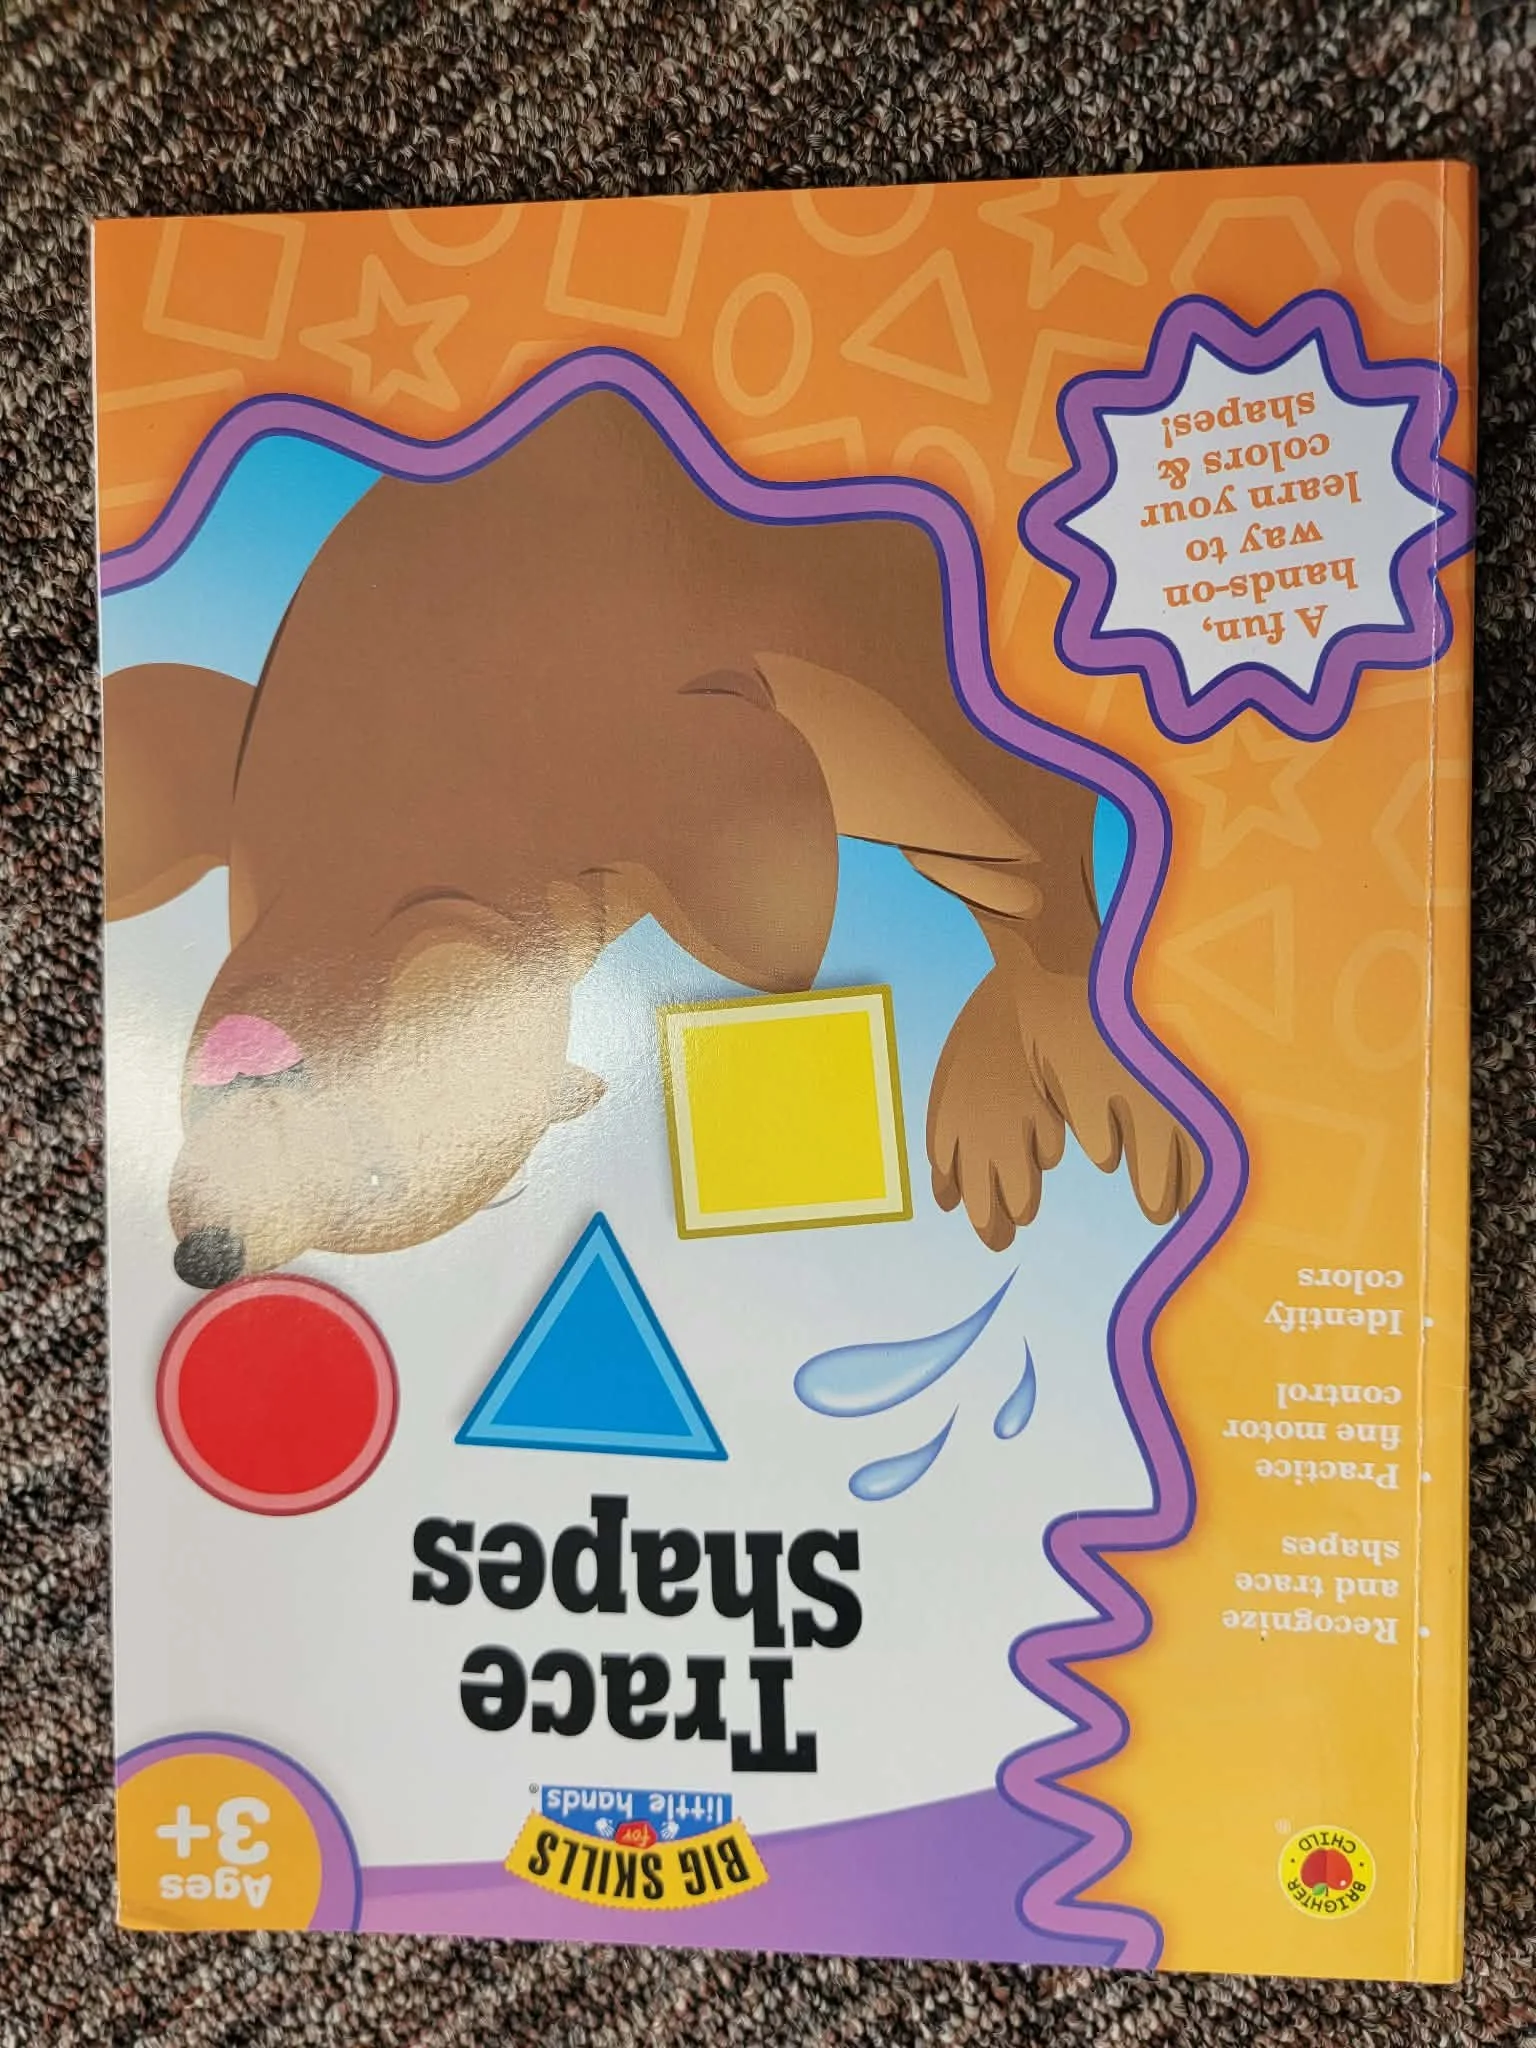 BRIGHTER
CHILD
®
BIG SKILLS
for
little hands®
Ages
3+
Trace
Shapes
• Recognize
and trace
shapes
• Practice
fine motor
control
• Identify
colors
A fun,
hands-on
way to
learn your
colors &
shapes!